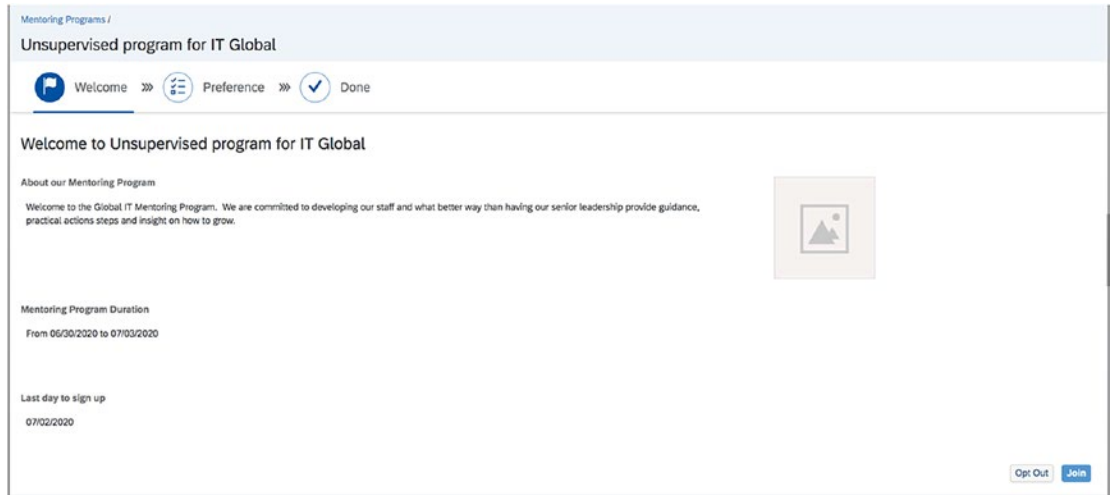 Mentoring Programs /
Unsupervised program for IT Global
Welcome
Preference
Done
Welcome to Unsupervised program for IT Global
About our Mentoring Program
Welcome to the Global IT Mentoring Program. We are committed to developing our staff and what better way than having our senior leadership provide guidance,
practical actions steps and insight on how to grow.
Mentoring Program Duration
From 06/30/2020 to 07/03/2020
Last day to sign up
07/02/2020
Opt Out
Join